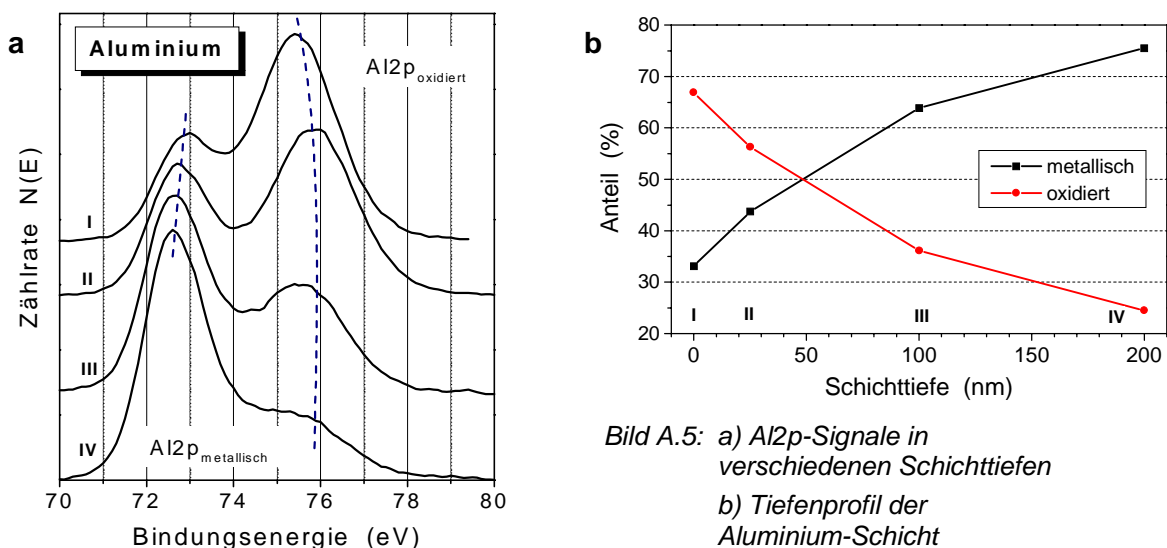 a
Aluminium
Al2p oxidiert
Zählrate N(E)
I
II
III
IV
Al2p metallisch
70 72 74 76 78 80
Bindungsenergie (eV)
b
80
70
60
50
40
30
20
Anteil (%)
metallisch
oxidiert
I II III IV
0 50 100 150 200
Schichttiefe (nm)
Bild A.5: a) Al2p-Signale in
verschiedenen Schichttiefen
b) Tiefenprofil der
Aluminium-Schicht